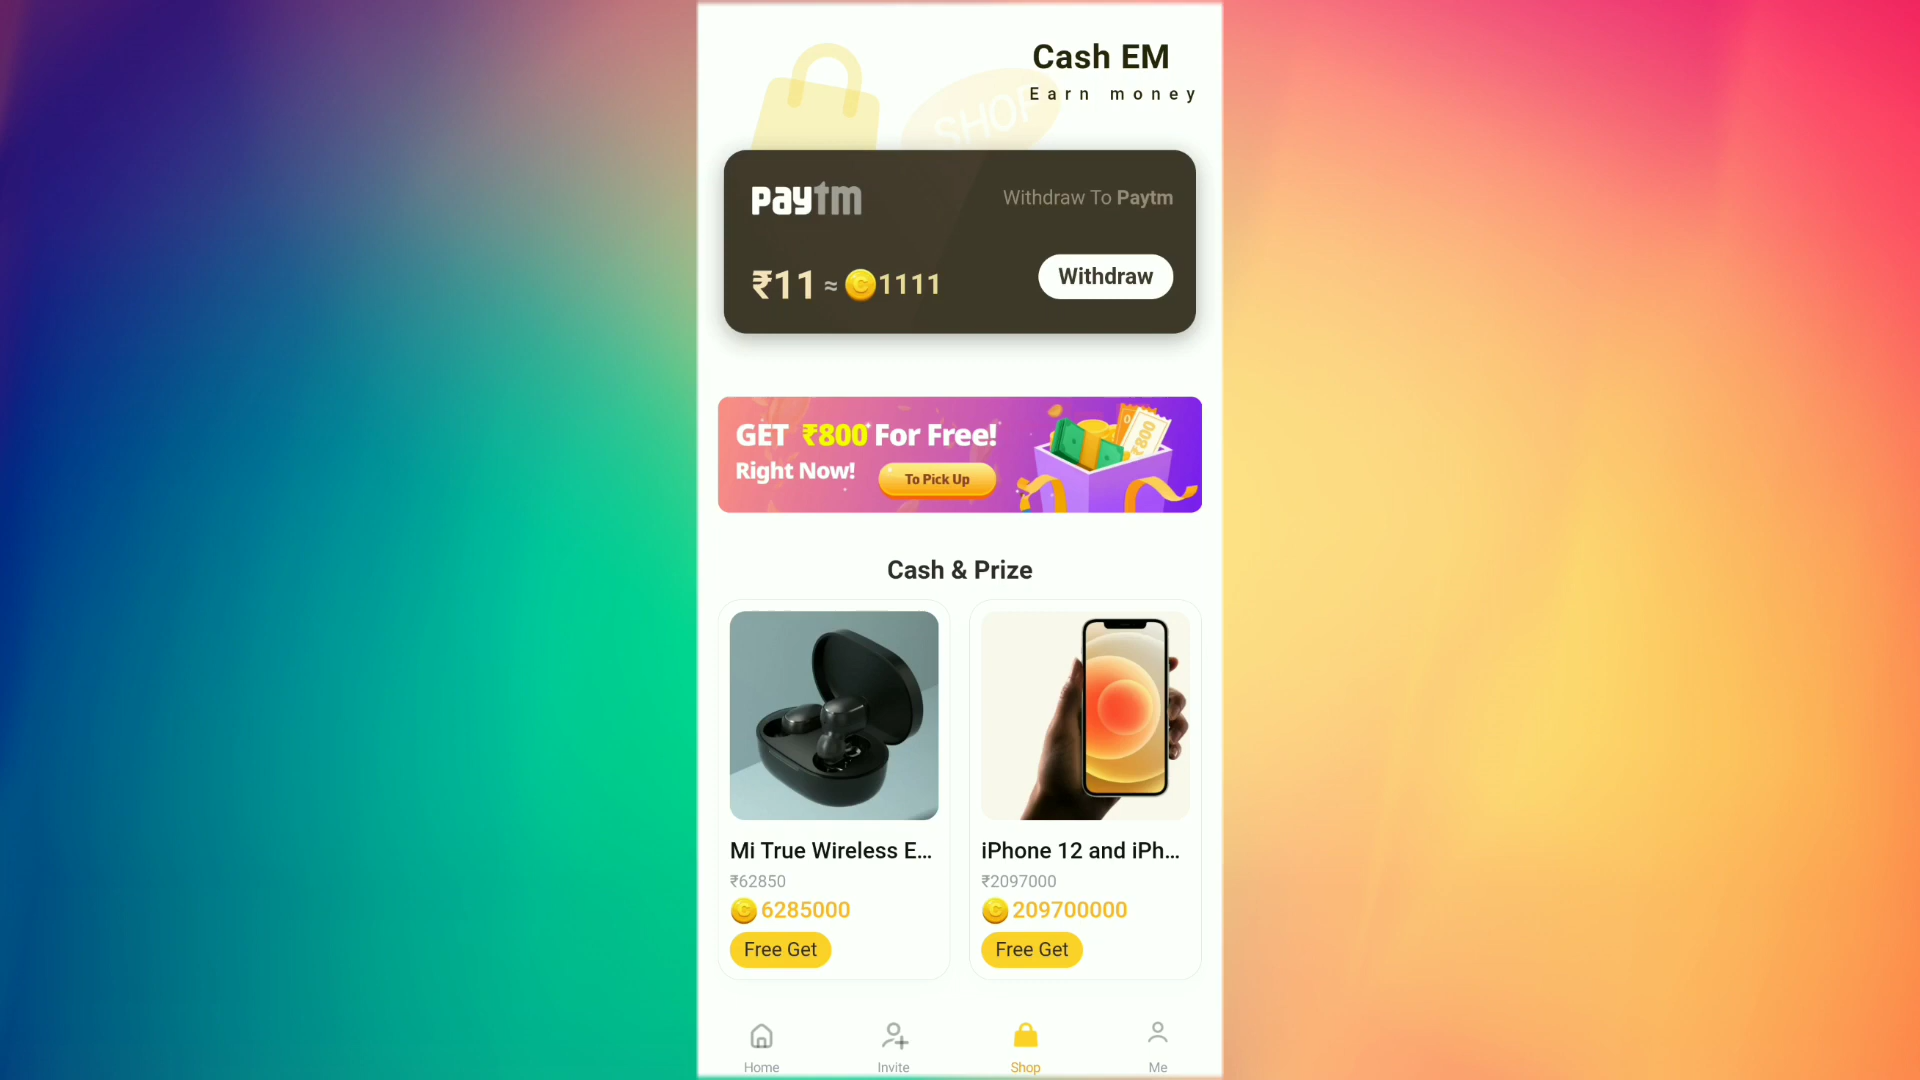 Cash EM
Earn money
SHOP
paytm
Withdraw To Paytm
₹11 ≈ C 1111
Withdraw
GET ₹800 For Free!
Right Now!
To Pick Up
₹800
Cash & Prize
Mi True Wireless E...
₹62850
C 6285000
Free Get
iPhone 12 and iPh...
₹2097000
C 209700000
Free Get
Home
Invite
Shop
Me